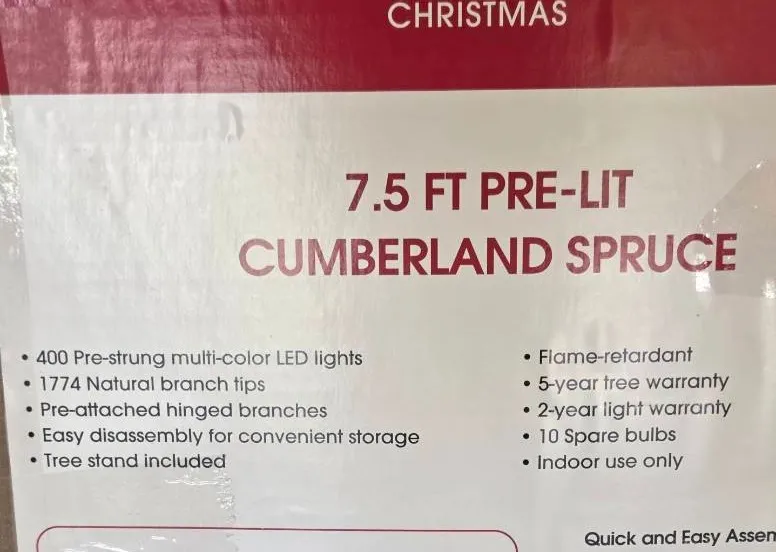 CHRISTMAS
7.5 FT PRE-LIT
CUMBERLAND SPRUCE
• 400 Pre-strung multi-color LED lights
• 1774 Natural branch tips
• Pre-attached hinged branches
• Easy disassembly for convenient storage
• Tree stand included
• Flame-retardant
• 5-year tree warranty
• 2-year light warranty
• 10 Spare bulbs
• Indoor use only
Quick and Easy Assem